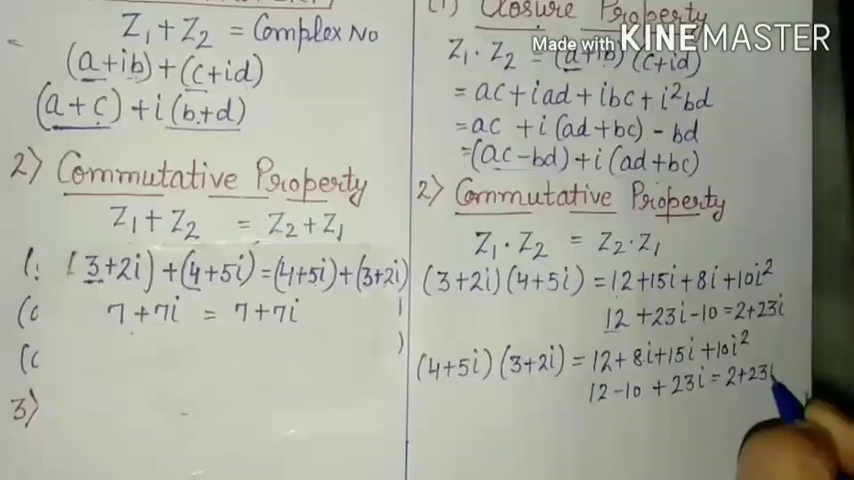 Z₁ + Z₂ = Complex No
(a+ib)+(c+id)
(a+c)+i(b+d)
2) Commutative Property
Z₁+Z₂ = Z₂+Z₁
(3+2i)+(4+5i)=(4+5i)+(3+2i)
7+7i = 7+7i
3)
(1) Closure Property
Made with KINEMASTER
Z₁ · Z₂ = (a+ib)(c+id)
= ac+iad+ibc+i²bd
= ac +i(ad+bc) - bd
=(ac-bd)+i(ad+bc)
2) Commutative Property
Z₁ · Z₂ = Z₂ · Z₁
(3+2i)(4+5i) = 12+15i+8i+10i²
12 +23i-10 = 2+23i
(4+5i)(3+2i) = 12+8i+15i+10i²
12-10 +23i = 2+23i